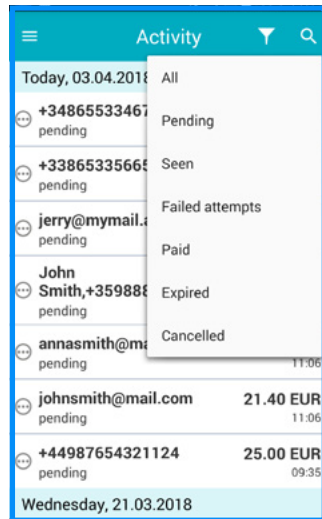 Activity
Today, 03.04.2018
All
+34865533467
pending
Pending
+33865335665
pending
Seen
Failed attempts
jerry@mymail.
pending
Paid
John
Smith,+359888
pending
Expired
Cancelled
annasmith@ma
pending
11:06
johnsmith@mail.com
21.40 EUR
pending
11:06
+44987654321124
25.00 EUR
pending
09:35
Wednesday, 21.03.2018